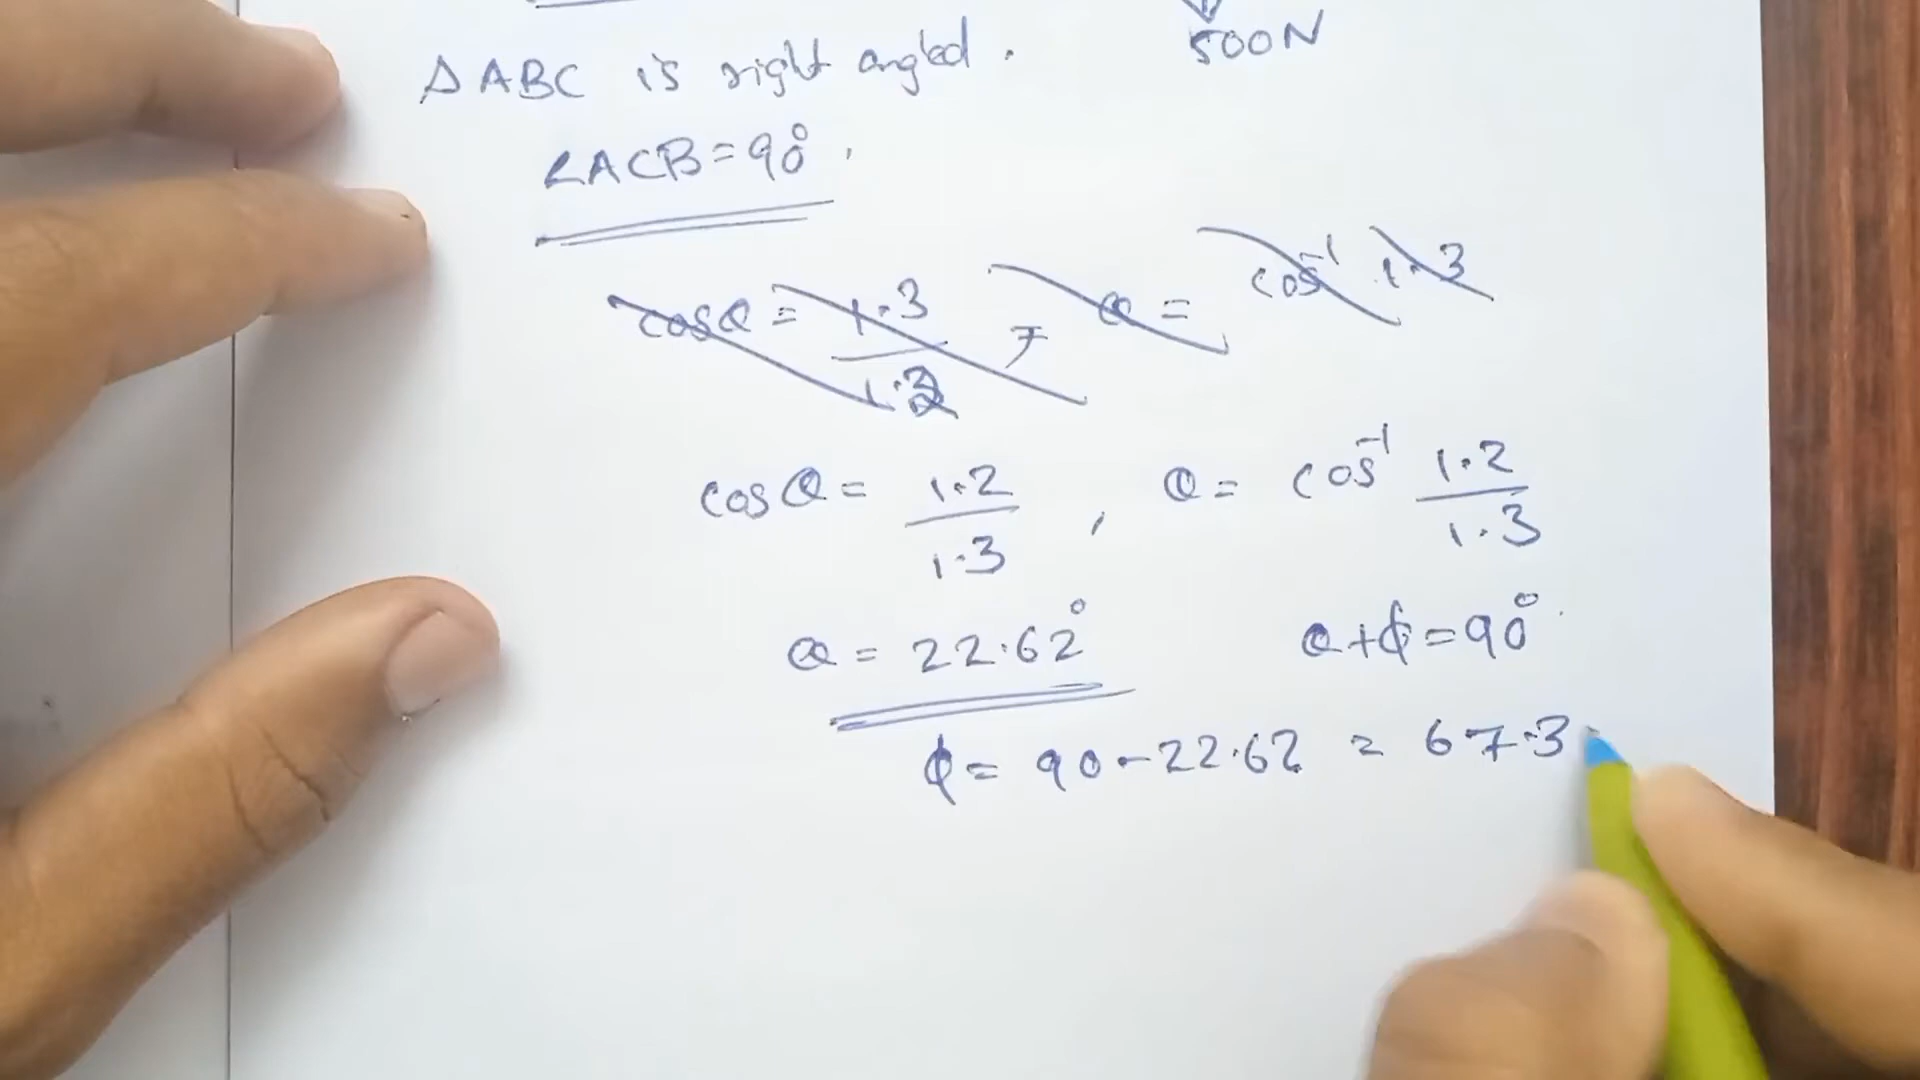 500N
△ABC is right angled.
∠ACB=90°.
cosθ = 1.3/1.2, θ = cos⁻¹ 1.3
cosθ = 1.2/1.3, θ = cos⁻¹ 1.2/1.3
θ = 22.62° θ+ϕ=90°
ϕ = 90-22.62 = 67.3